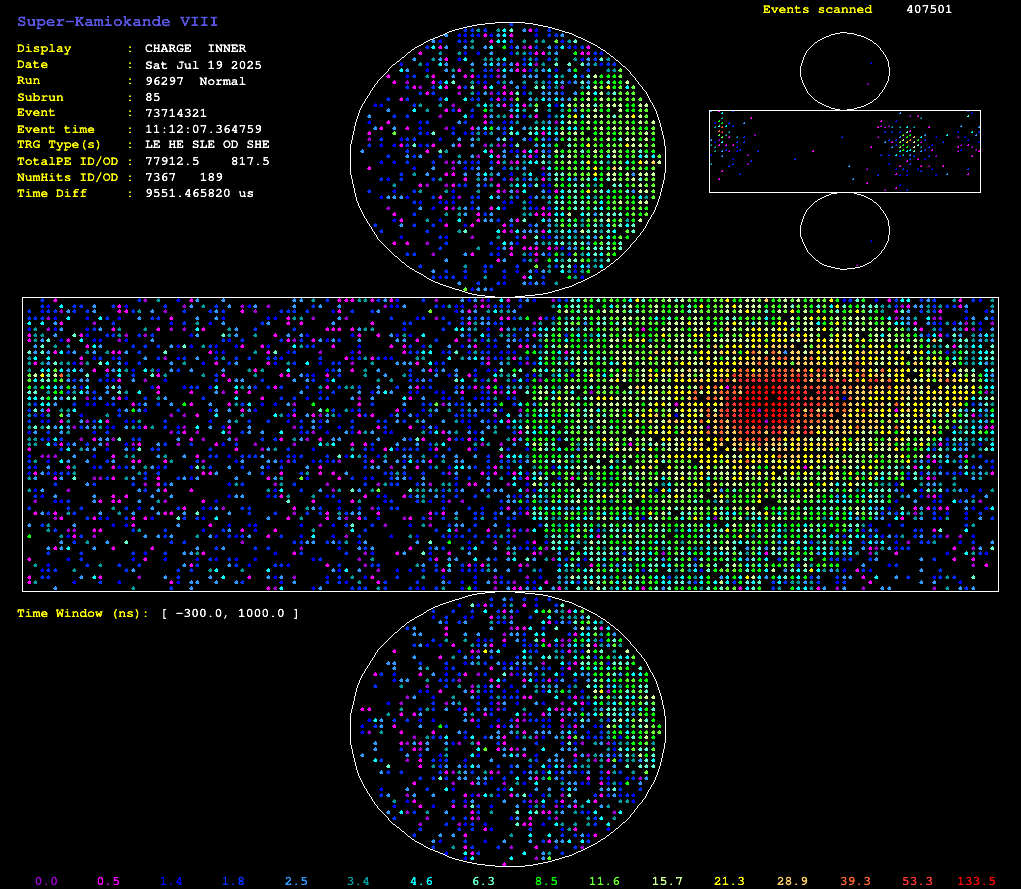 Super-Kamiokande VIII
Events scanned 407501
Display : CHARGE INNER
Date : Sat Jul 19 2025
Run : 96297 Normal
Subrun : 85
Event : 73714321
Event time : 11:12:07.364759
TRG Type(s) : LE HE SLE OD SHE
TotalPE ID/OD : 77912.5 817.5
NumHits ID/OD : 7367 189
Time Diff : 9551.465820 us
Time Window (ns): [ -300.0, 1000.0 ]
0.0 0.5 1.4 1.8 2.5 3.4 4.6 6.3 8.5 11.6 15.7 21.3 28.9 39.3 53.3 133.5